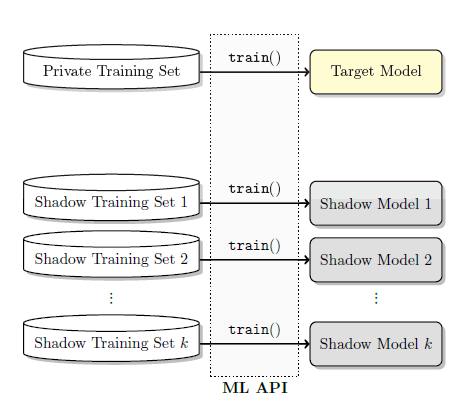 Private Training Set
train()
Target Model
Shadow Training Set 1
train()
Shadow Model 1
Shadow Training Set 2
train()
Shadow Model 2
⋮
⋮
Shadow Training Set k
train()
Shadow Model k
ML API